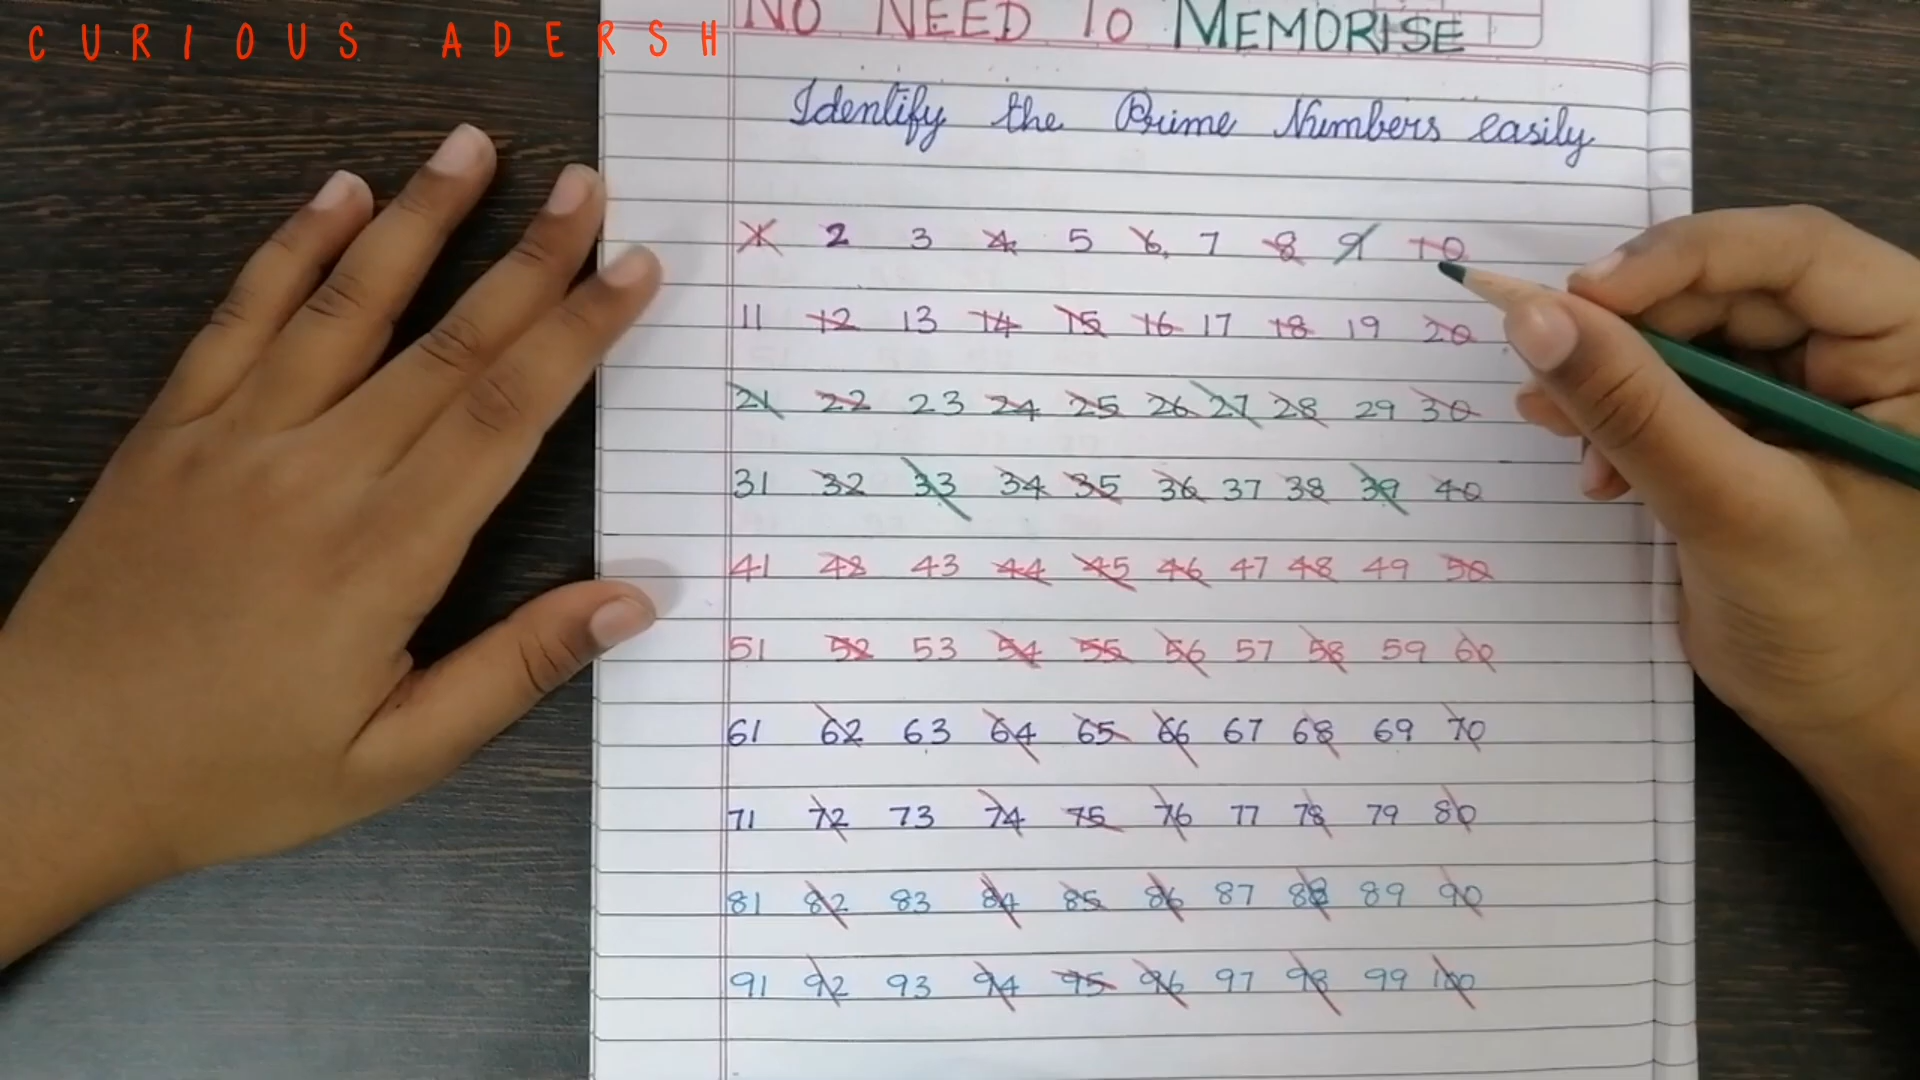 CURIOUS ADERSH
NO NEED TO MEMORISE
Identify the Prime Numbers easily
1 2 3 4 5 6 7 8 9 10
11 12 13 14 15 16 17 18 19 20
21 22 23 24 25 26 27 28 29 30
31 32 33 34 35 36 37 38 39 40
41 42 43 44 45 46 47 48 49 50
51 52 53 54 55 56 57 58 59 60
61 62 63 64 65 66 67 68 69 70
71 72 73 74 75 76 77 78 79 80
81 82 83 84 85 86 87 88 89 90
91 92 93 94 95 96 97 98 99 100